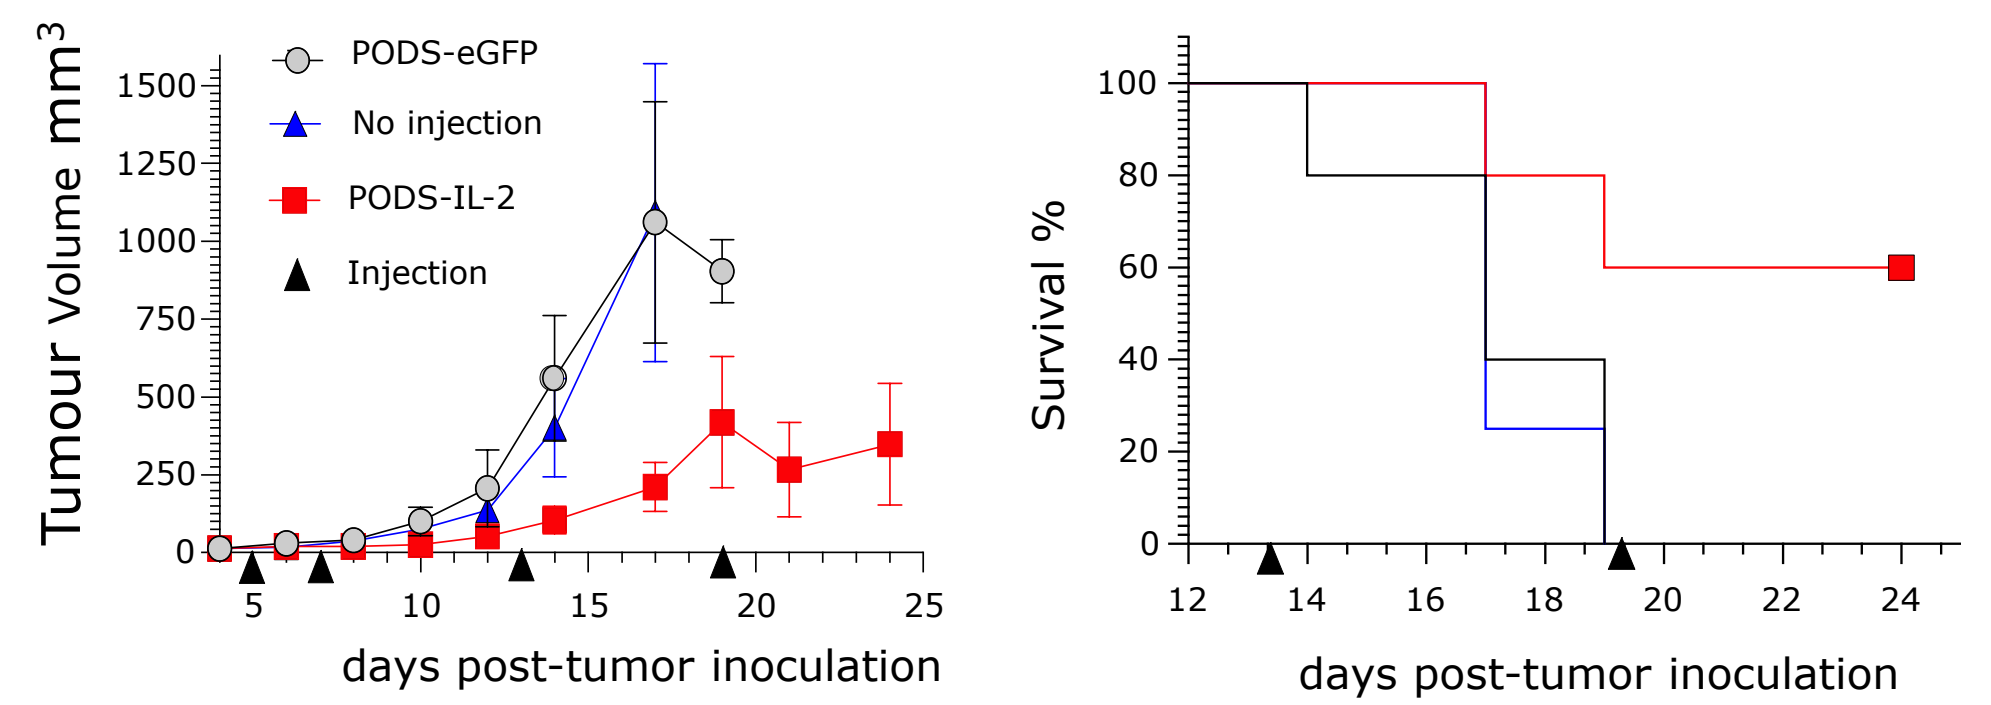 Tumour Volume mm³
1500
1250
1000
750
500
250
0
PODS-eGFP
No injection
PODS-IL-2
Injection
5 10 15 20 25
days post-tumor inoculation
Survival %
100
80
60
40
20
0
12 14 16 18 20 22 24
days post-tumor inoculation